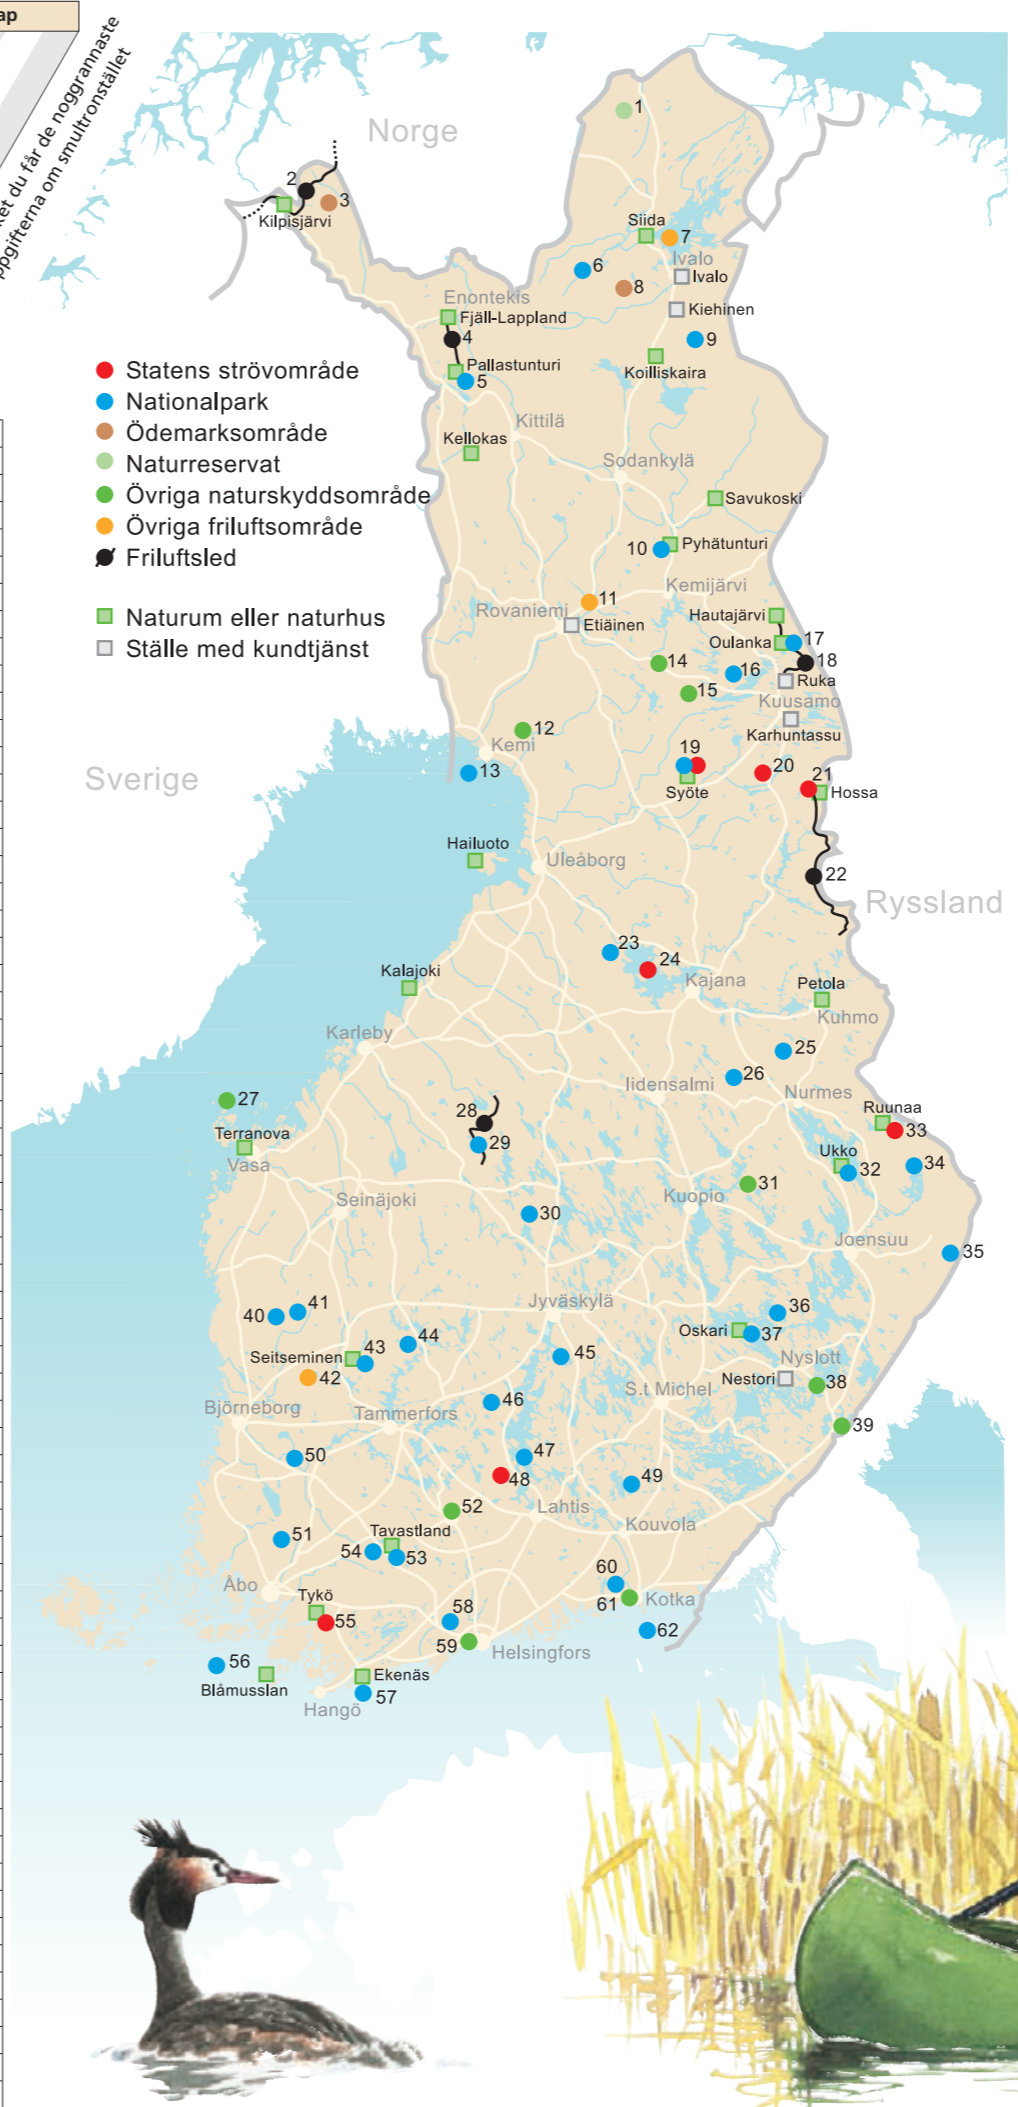 ap
ket du får de noggrannaste
ppgifterna om smultronstället
Norge
1
2
3
Kilpisjärvi
Siida
7
Ivalo
Ivalo
6
8
Kiehinen
Enontekis
Fjäll-Lappland
4
9
Koilliskaira
Pallastunturi
5
Statens strövområde
Nationalpark
Ödemarksområde
Naturreservat
Övriga naturskyddsområde
Övriga friluftsområde
Friluftsled
Naturum eller naturhus
Ställe med kundtjänst
Kittilä
Kellokas
Sodankylä
Savukoski
10
Pyhätunturi
Kemijärvi
11
Rovaniemi
Etiäinen
Hautajärvi
Oulanka
17
18
14
16
Ruka
15
Kuusamo
Karhuntassu
12
Kemi
13
Sverige
19
Syöte
20
21
Hossa
Hailuoto
Uleåborg
22
Ryssland
23
24
Kajana
Kalajoki
Petola
Kuhmo
Karleby
25
26
Iidensalmi
Nurmes
27
28
Ruunaa
33
Terranova
Vasa
29
Ukko
32
34
31
Seinäjoki
Kuopio
30
Joensuu
35
41
40
Jyväskylä
36
Oskari
37
44
43
Seitseminen
42
45
Nyslott
Nestori
38
S.t Michel
46
Björneborg
Tammerfors
39
50
47
48
49
Lahtis
52
Kouvola
51
Tavastland
54
53
Åbo
60
61
Kotka
Tykö
55
58
59
Helsingfors
62
56
Blåmusslan
Ekenäs
57
Hangö